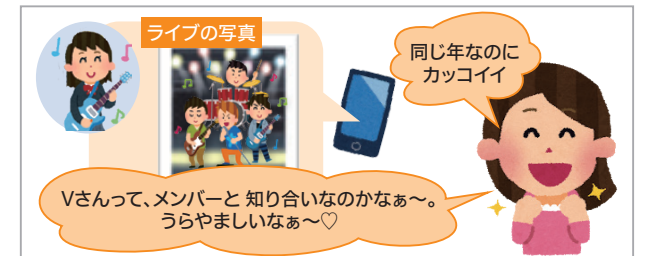 ライブの写真
同じ年なのに
カッコイイ
Vさんって、メンバーと 知り合いなのかなぁ～。
うらやましいなぁ～♡